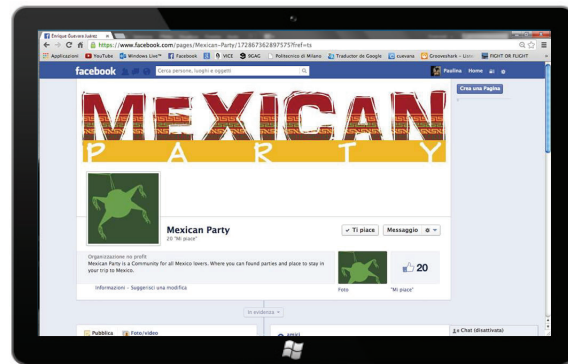 Enrique Guevara Juárez
https://www.facebook.com/pages/Mexican-Party/172867362897575?fref=ts
Applicazioni YouTube Windows Live™ Facebook VICE 9GAG Politecnico di Milano Traductor de Google cuevana Grooveshark - Listen FIGHT OR FLIGHT
facebook Cerca persone, luoghi e oggetti Paulina Home
Crea una Pagina
MEXICAN
PARTY
Mexican Party
20 "Mi piace"
Ti piace Messaggio
Organizzazione no profit
Mexican Party is a Community for all Mexico lovers. Where you can found parties and place to stay in
your trip to Mexico.
20
Informazioni - Suggerisci una modifica
Foto "Mi piace"
In evidenza
Pubblica Foto/video
Chat (disattivata)